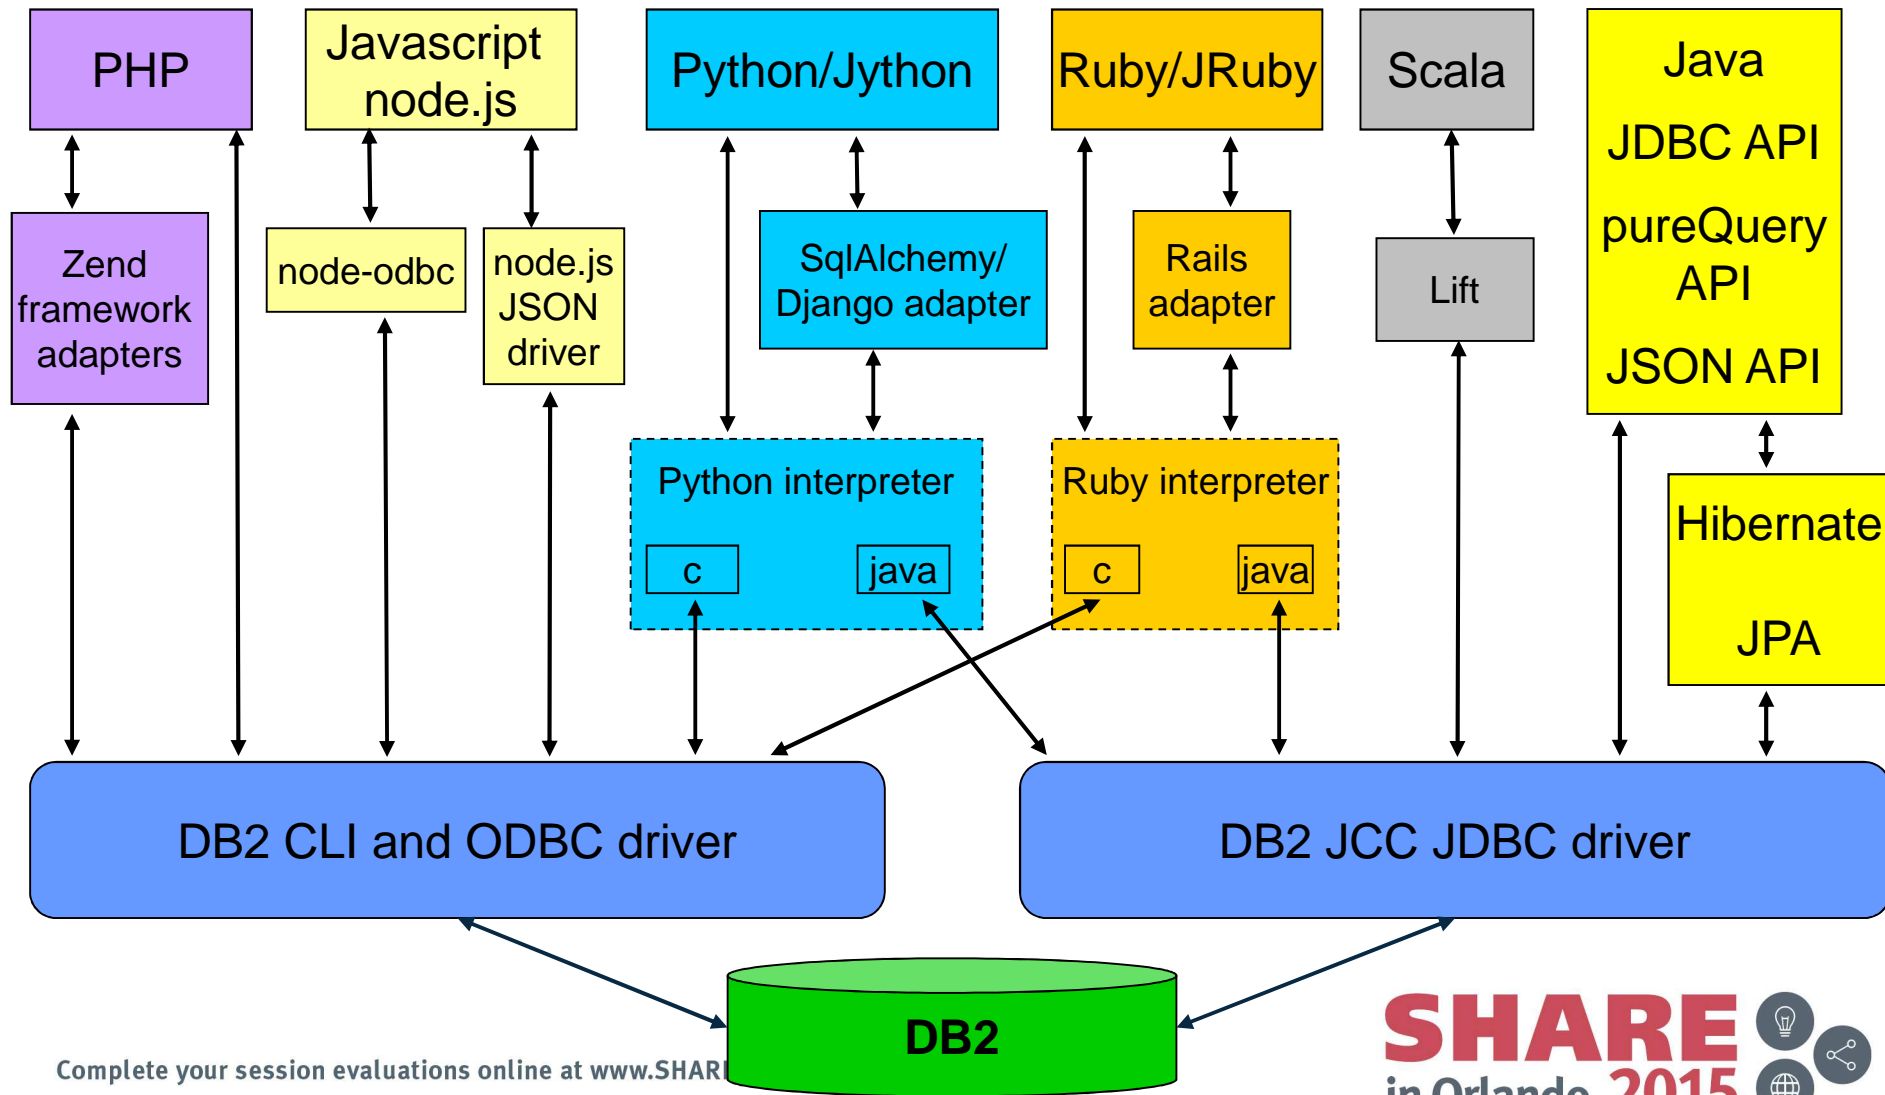 PHP
Javascript
node.js
Python/Jython
Ruby/JRuby
Scala
Java
JDBC API
pureQuery
API
JSON API
Zend
framework
adapters
node-odbc
node.js
JSON
driver
SqlAlchemy/
Django adapter
Rails
adapter
Lift
Python interpreter
c
java
Ruby interpreter
c
java
Hibernate
JPA
DB2 CLI and ODBC driver
DB2 JCC JDBC driver
DB2
Complete your session evaluations online at www.SHAR
SHARE
in Orlando 2015